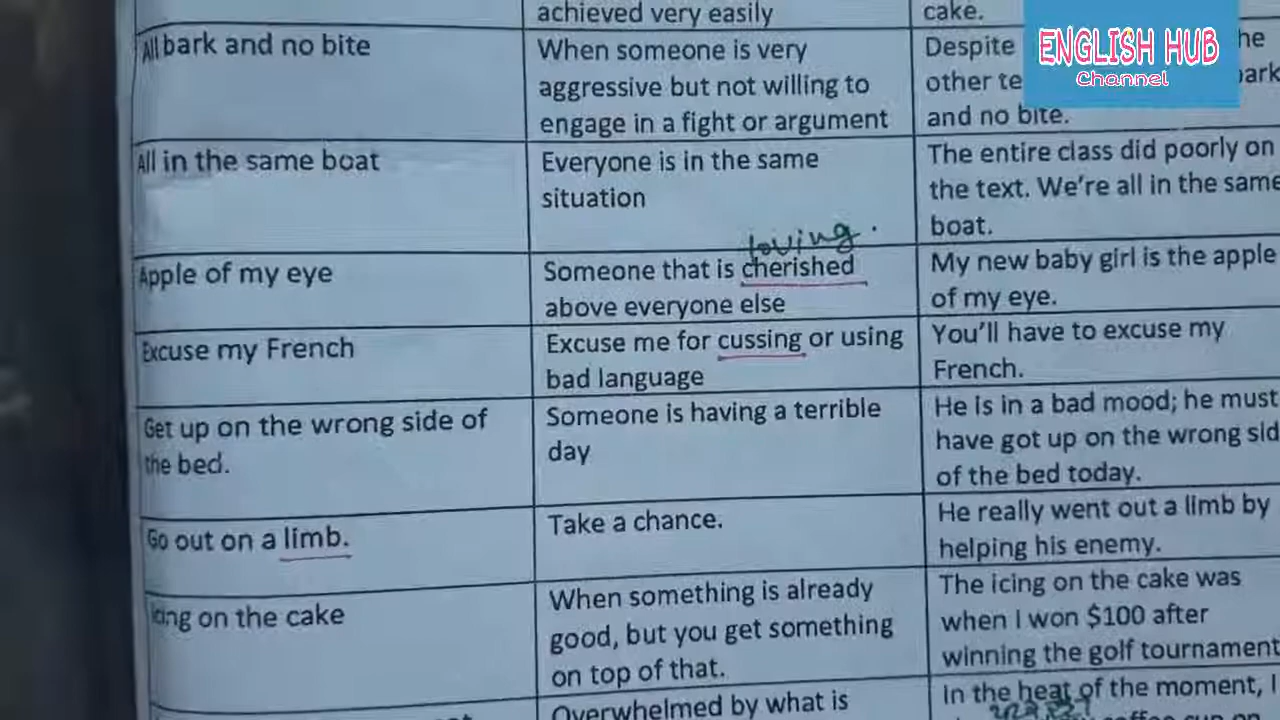 achieved very easily
cake.
ENGLISH HUB
Channel
All bark and no bite
When someone is very
aggressive but not willing to
engage in a fight or argument
Despite
he
other te
bark
and no bite.
All in the same boat
Everyone is in the same
situation
The entire class did poorly on
the text. We're all in the same
boat.
loving.
Apple of my eye
Someone that is cherished
above everyone else
My new baby girl is the apple
of my eye.
Excuse my French
Excuse me for cussing or using
bad language
You'll have to excuse my
French.
Get up on the wrong side of
the bed.
Someone is having a terrible
day
He is in a bad mood; he must
have got up on the wrong sid
of the bed today.
Go out on a limb.
Take a chance.
He really went out a limb by
helping his enemy.
Icing on the cake
When something is already
good, but you get something
on top of that.
The icing on the cake was
when I won $100 after
winning the golf tournament
Overwhelmed by what is
In the heat of the moment, I